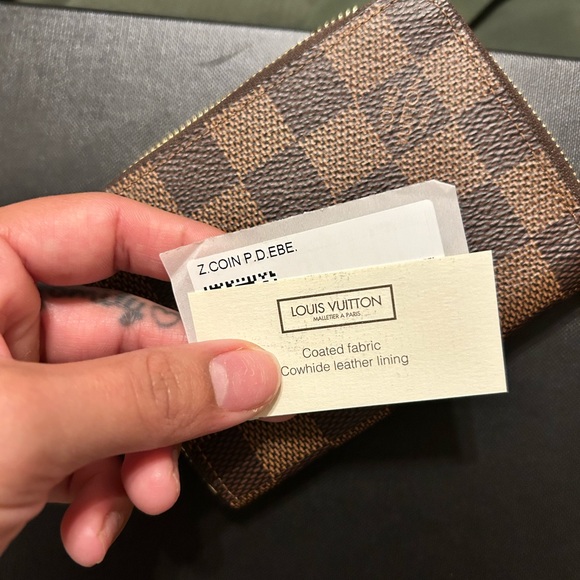 Z.COIN P.D.EBE.
LOUIS VUITTON
MALLETIER A PARIS
Coated fabric
Cowhide leather lining